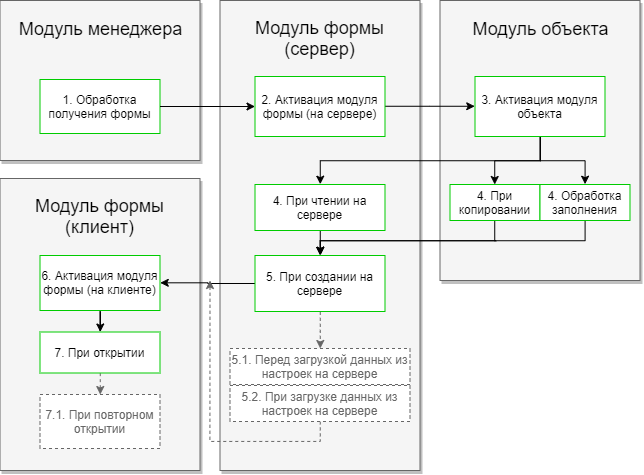 Модуль менеджера
1. Обработка
получения формы
Модуль формы
(сервер)
2. Активация модуля
формы (на сервере)
Модуль объекта
3. Активация модуля
объекта
4. При чтении на
сервере
4. При
копировании
4. Обработка
заполнения
5. При создании на
сервере
5.1. Перед загрузкой данных из
настроек на сервере
5.2. При загрузке данных из
настроек на сервере
Модуль формы
(клиент)
6. Активация модуля
формы (на клиенте)
7. При открытии
7.1. При повторном
открытии